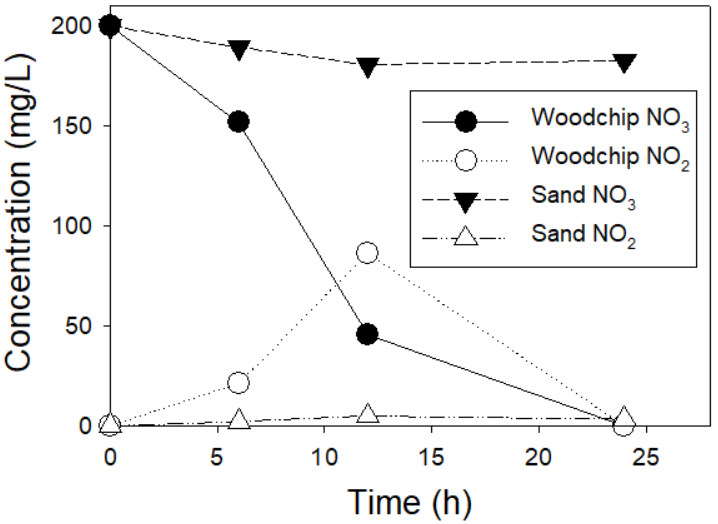 Concentration (mg/L)
200
150
100
50
0
Woodchip NO₃
Woodchip NO₂
Sand NO₃
Sand NO₂
0 5 10 15 20 25
Time (h)